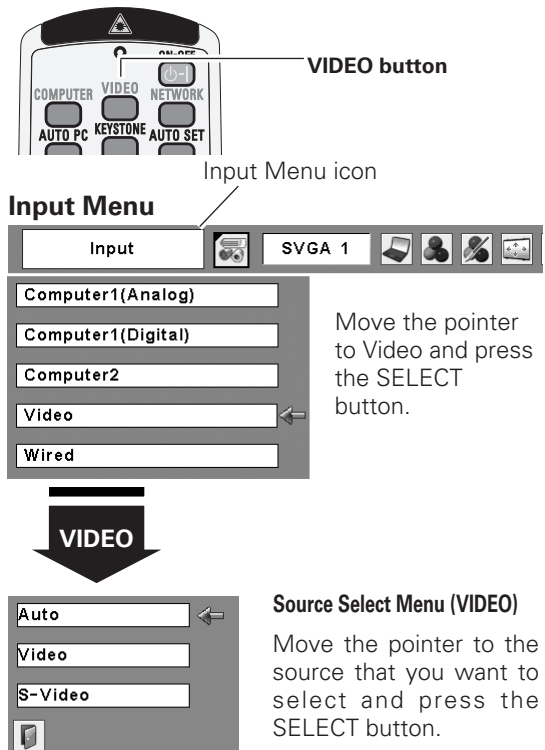 ON-OFF
VIDEO button
COMPUTER VIDEO NETWORK
AUTO PC KEYSTONE AUTO SET
Input Menu icon
Input Menu
Input SVGA 1
Computer1(Analog)
Computer1(Digital)
Computer2
Video
Wired
Move the pointer
to Video and press
the SELECT
button.
VIDEO
Auto
Video
S-Video
Source Select Menu (VIDEO)
Move the pointer to the
source that you want to
select and press the
SELECT button.